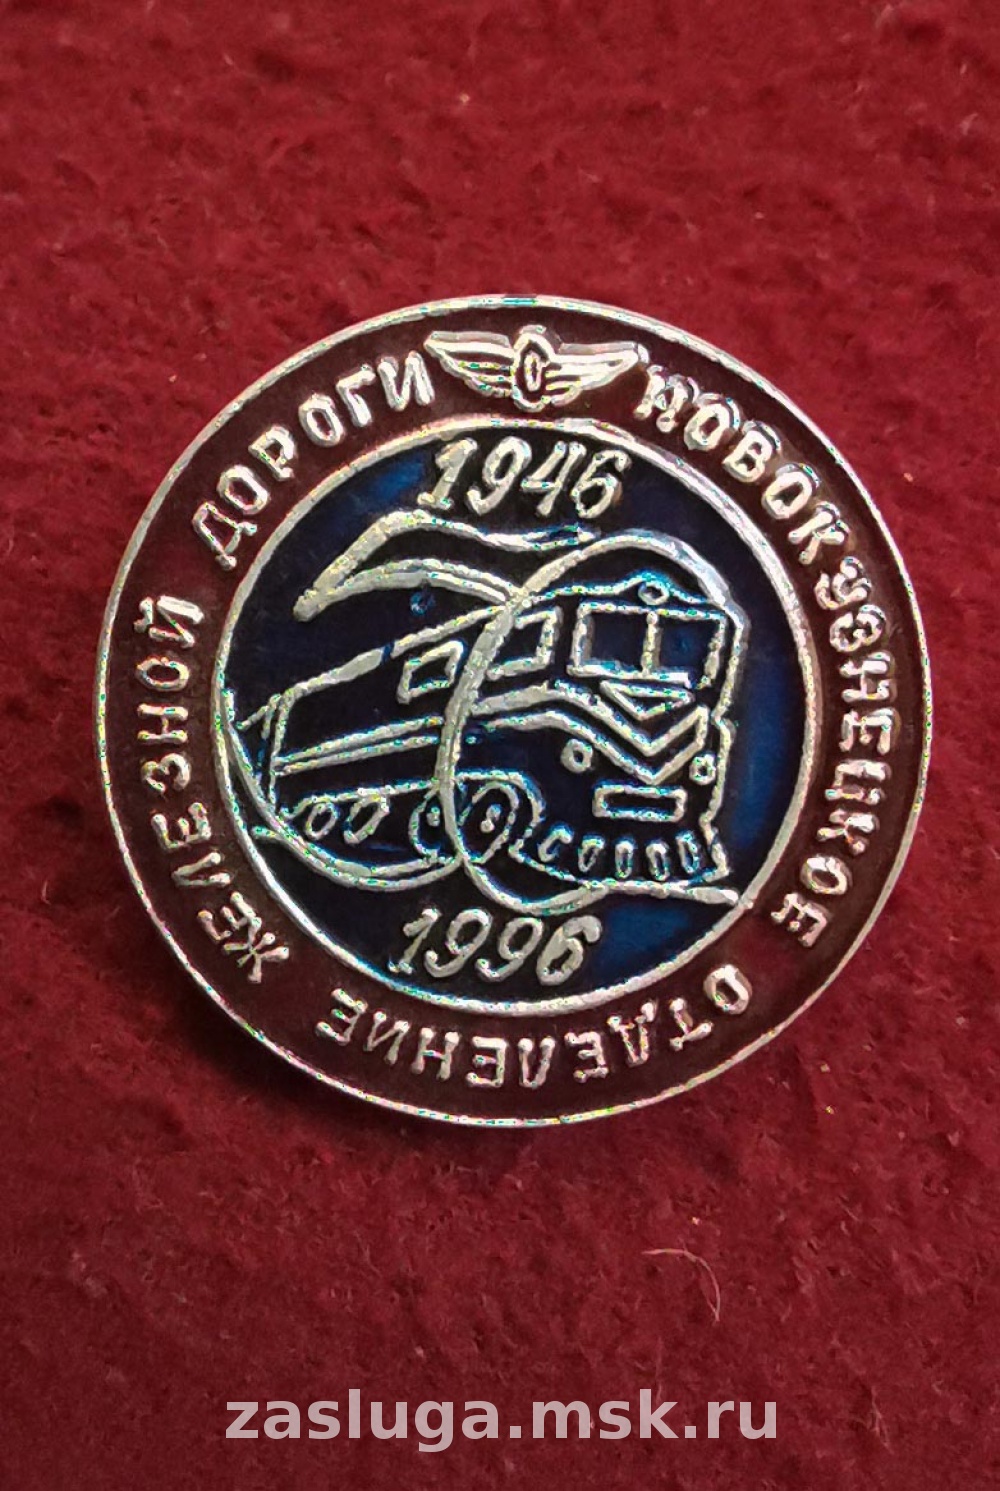 НОВОКУЗНЕЦКОЕ ОТДЕЛЕНИЕ ЖЕЛЕЗНОЙ ДОРОГИ
1946
1996
zasluga.msk.ru